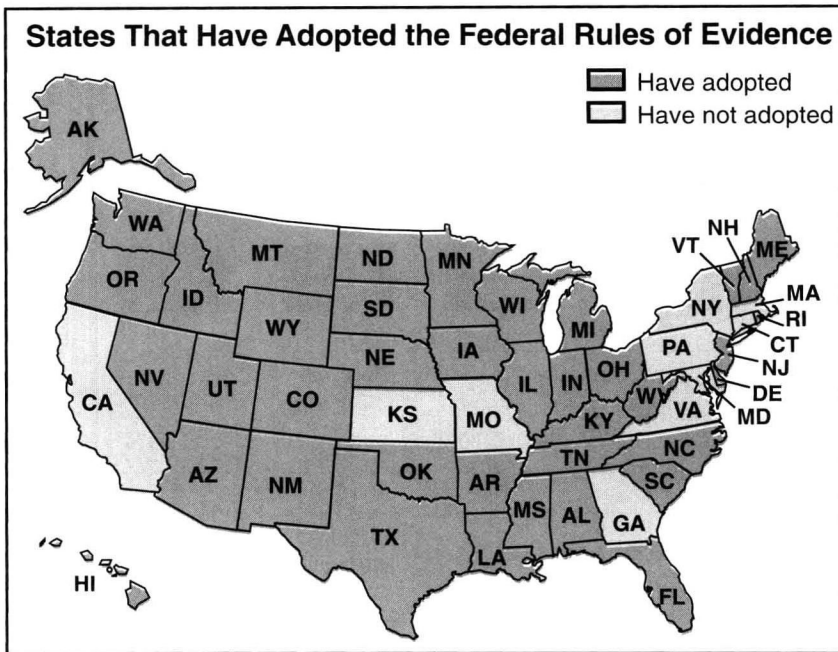 States That Have Adopted the Federal Rules of Evidence
Have adopted
Have not adopted
AK
WA
MT
ND
MN
OR
ID
SD
WI
MI
NH
VT
ME
WY
NY
MA
RI
CT
NE
IA
PA
NJ
NV
UT
CO
IL
IN
OH
DE
CA
KS
MO
WV
VA
MD
KY
NC
AZ
NM
OK
AR
TN
SC
TX
MS
AL
GA
LA
HI
FL